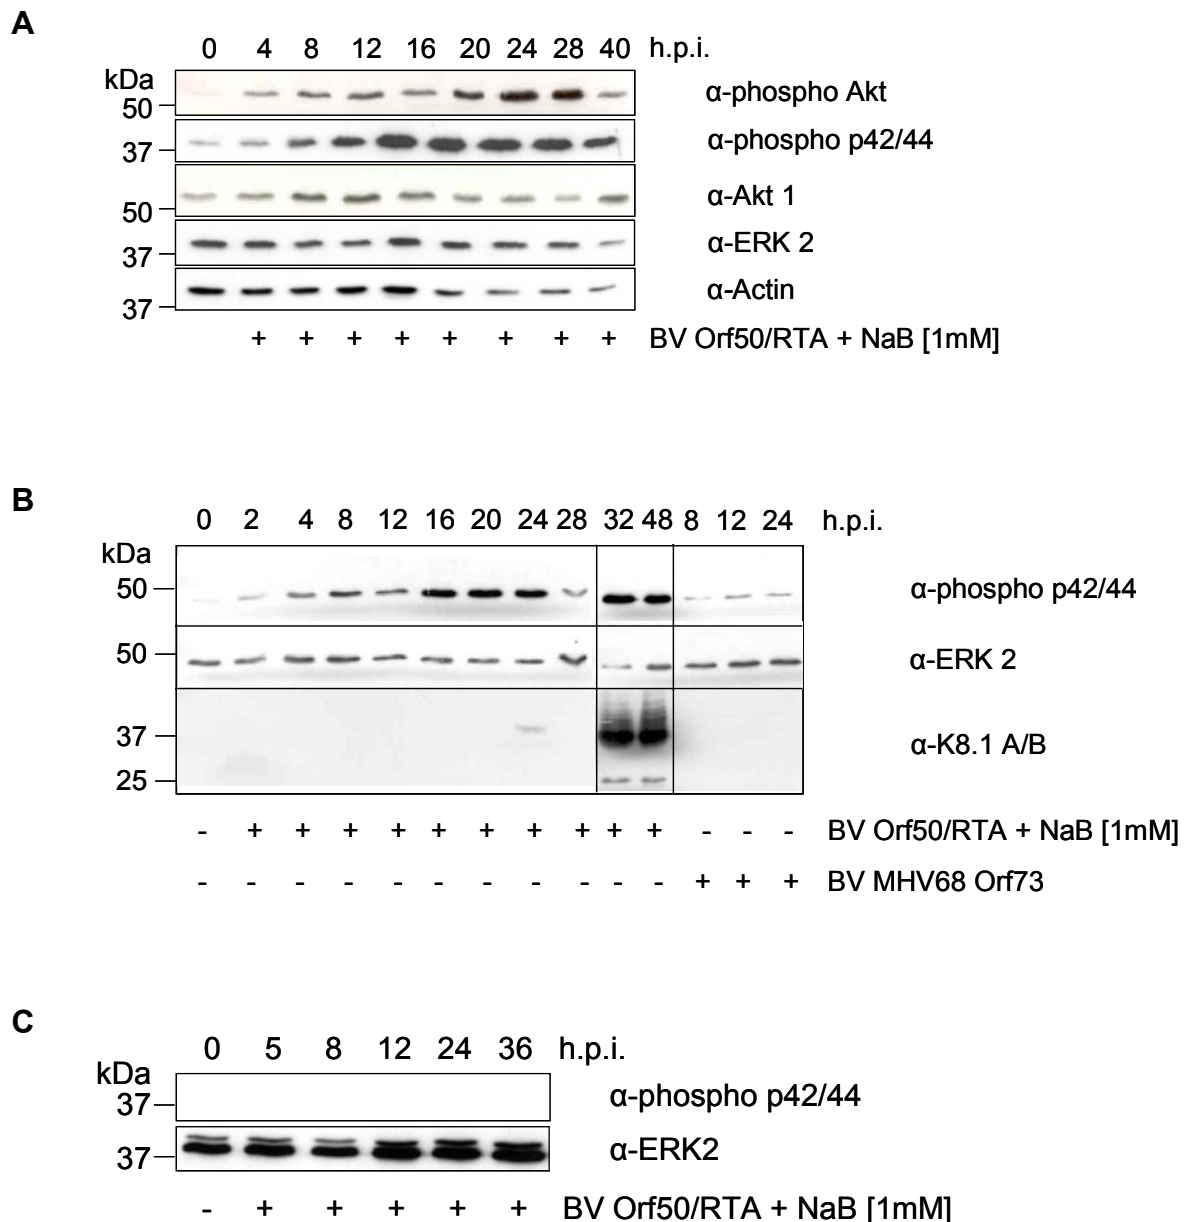 A
0 4 8 12 16 20 24 28 40 h.p.i.
kDa
50 α-phospho Akt
37 α-phospho p42/44
50 α-Akt 1
37 α-ERK 2
37 α-Actin
+ + + + + + + + BV Orf50/RTA + NaB [1mM]
B
0 2 4 8 12 16 20 24 28 32 48 8 12 24 h.p.i.
kDa
50 α-phospho p42/44
50 α-ERK 2
37 α-K8.1 A/B
25
- + + + + + + + + + + - - - BV Orf50/RTA + NaB [1mM]
- - - - - - - - - - - + + + BV MHV68 Orf73
C
0 5 8 12 24 36 h.p.i.
kDa
37 α-phospho p42/44
37 α-ERK2
- + + + + + BV Orf50/RTA + NaB [1mM]